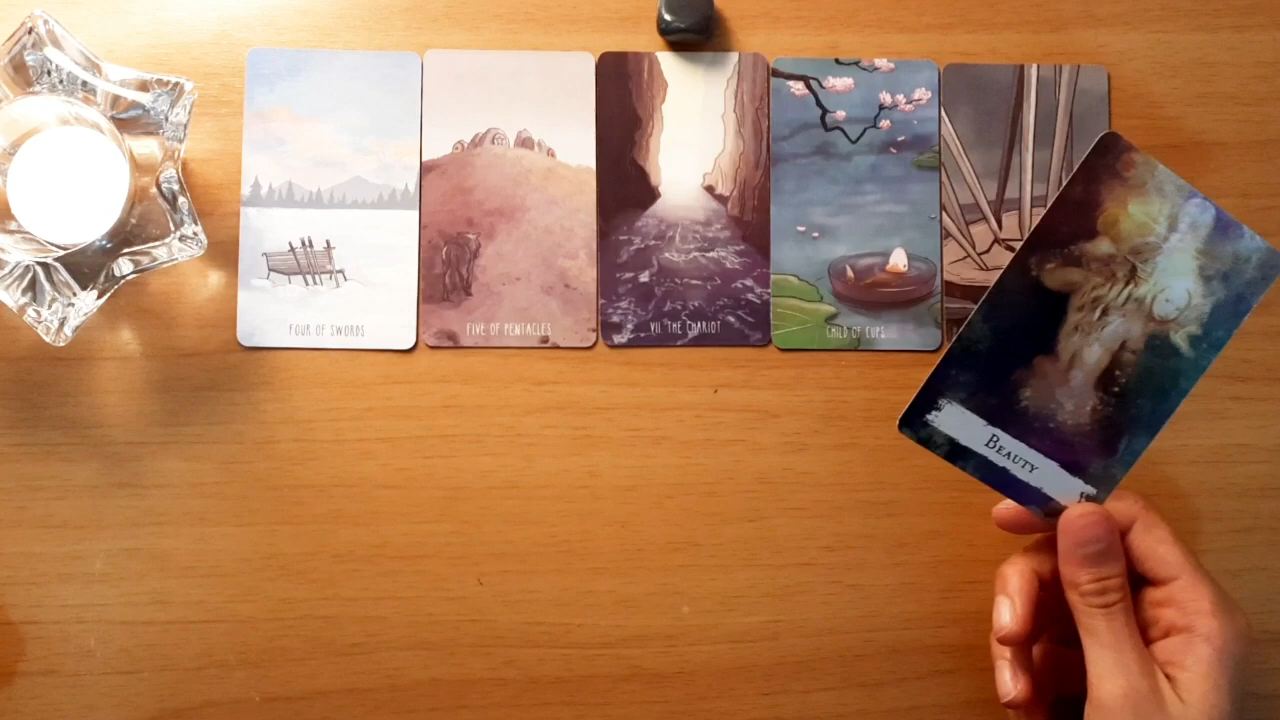 FOUR OF SWORDS
FIVE OF PENTACLES
VII THE CHARIOT
CHILD OF CUPS
BEAUTY